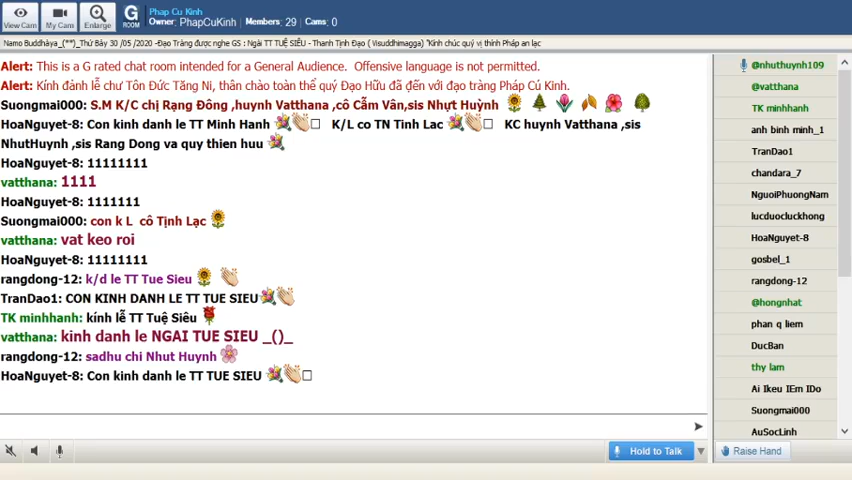 View Cam
My Cam
Enlarge
G
ROOM
Phap Cu Kinh
Owner: PhapCuKinh Members: 29 Cams: 0
Namo Buddhàya_(**)_Thứ Bảy 30 /05 /2020 -Đạo Tràng được nghe GS : Ngài TT TUỆ SIÊU - Thanh Tịnh Đạo ( Visuddhimagga) "Kính chúc quý vị thính Pháp an lạc
Alert: This is a G rated chat room intended for a General Audience. Offensive language is not permitted.
Alert: Kính đảnh lễ chư Tôn Đức Tăng Ni, thân chào toàn thể quý Đạo Hữu đã đến với đạo tràng Pháp Cú Kinh.
Suongmai000: S.M K/C chị Rạng Đông ,huynh Vatthana ,cô Cẩm Vân,sis Nhựt Huỳnh
HoaNguyet-8: Con kinh danh le TT Minh Hanh K/L co TN Tinh Lac KC huynh Vatthana ,sis
NhutHuynh ,sis Rang Dong va quy thien huu
HoaNguyet-8: 11111111
vatthana: 1111
HoaNguyet-8: 1111111
Suongmai000: con k L cô Tịnh Lạc
vatthana: vat keo roi
HoaNguyet-8: 11111111
rangdong-12: k/d le TT Tue Sieu
TranDao1: CON KINH DANH LE TT TUE SIEU
TK minhhanh: kính lễ TT Tuệ Siêu
vatthana: kinh danh le NGAI TUE SIEU _()_
rangdong-12: sadhu chi Nhut Huynh
HoaNguyet-8: Con kinh danh le TT TUE SIEU
@nhuthuynh109
@vatthana
TK minhhanh
anh binh minh_1
TranDao1
chandara_7
NguoiPhuongNam
lucduocluckhong
HoaNguyet-8
gosbel_1
rangdong-12
@hongnhat
phan q liem
DucBan
thy lam
Ai Ikeu IEm IDo
Suongmai000
AuSocLinh
Hold to Talk
Raise Hand